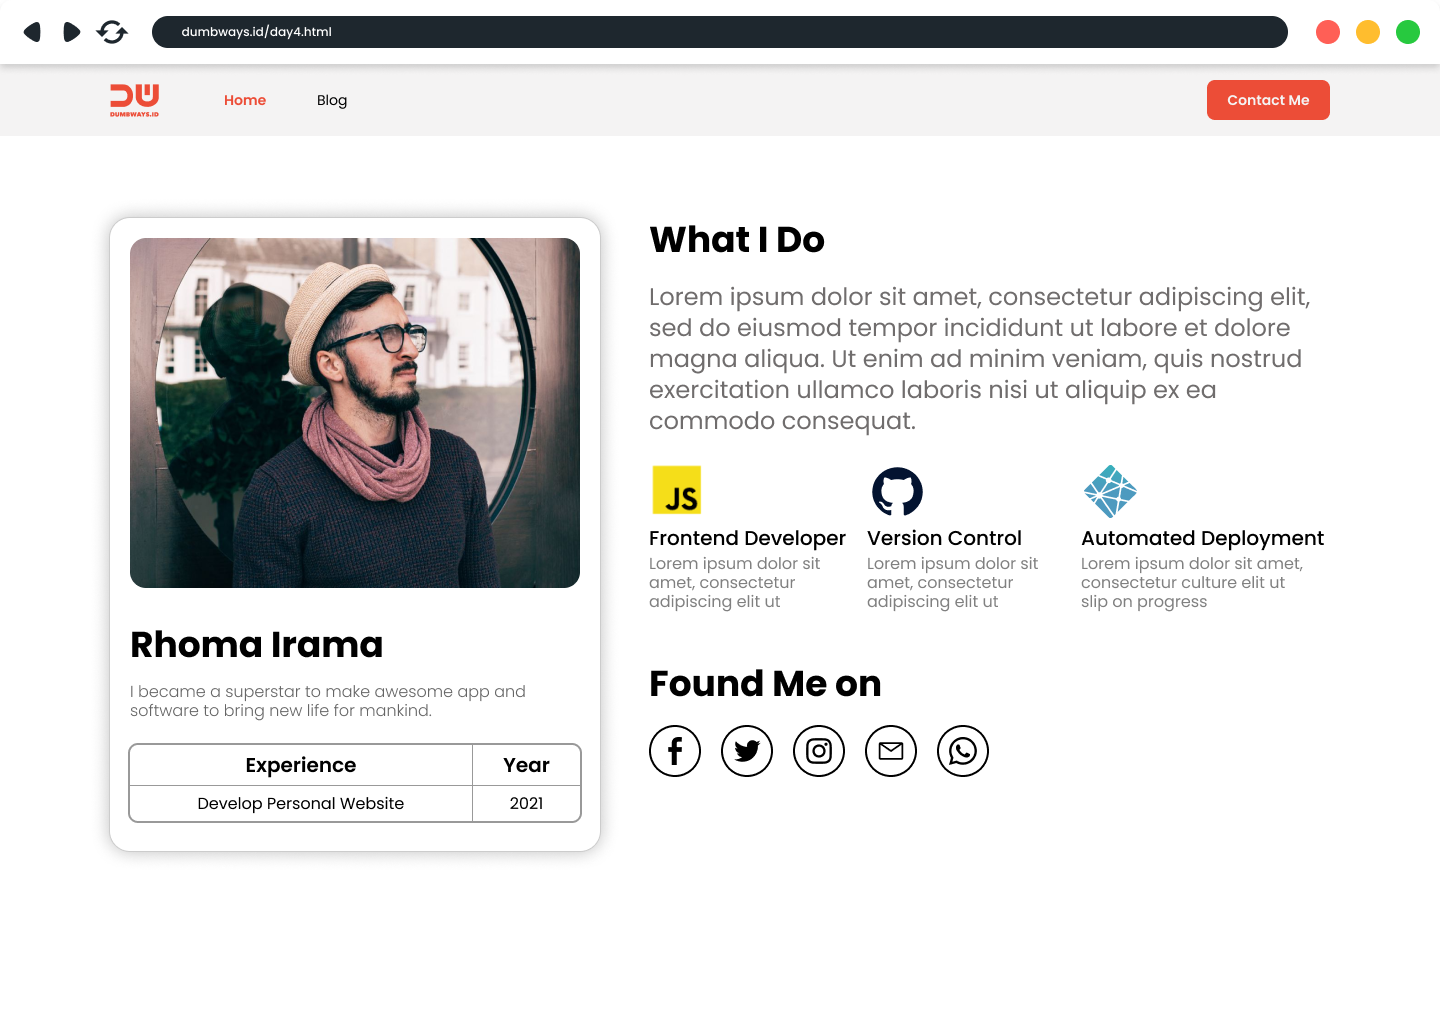 dumbways.id/day4.html
DW
DUMBWAYS.ID
Home
Blog
Contact Me
Rhoma Irama
I became a superstar to make awesome app and
software to bring new life for mankind.
Experience
Year
Develop Personal Website
2021
What I Do
Lorem ipsum dolor sit amet, consectetur adipiscing elit,
sed do eiusmod tempor incididunt ut labore et dolore
magna aliqua. Ut enim ad minim veniam, quis nostrud
exercitation ullamco laboris nisi ut aliquip ex ea
commodo consequat.
JS
Frontend Developer
Lorem ipsum dolor sit
amet, consectetur
adipiscing elit ut
Version Control
Lorem ipsum dolor sit
amet, consectetur
adipiscing elit ut
Automated Deployment
Lorem ipsum dolor sit amet,
consectetur culture elit ut
slip on progress
Found Me on